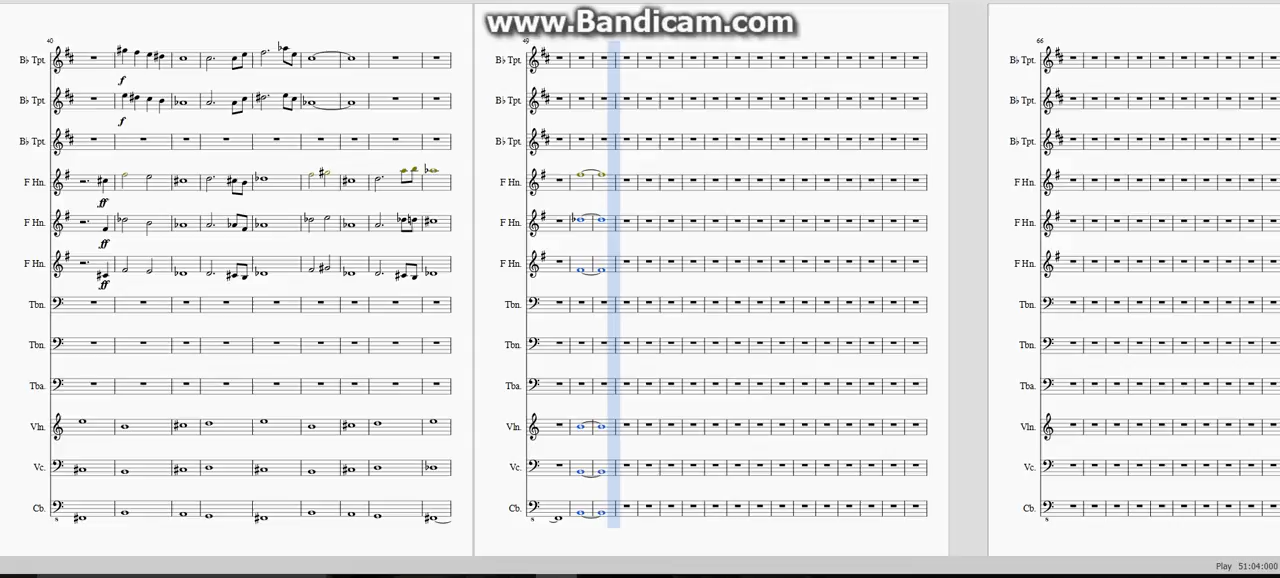 www.Bandicam.com
40
49
66
B♭ Tpt.
B♭ Tpt.
B♭ Tpt.
B♭ Tpt.
B♭ Tpt.
B♭ Tpt.
B♭ Tpt.
B♭ Tpt.
B♭ Tpt.
f
f
F Hn.
F Hn.
F Hn.
ff
F Hn.
F Hn.
F Hn.
ff
F Hn.
F Hn.
F Hn.
ff
Tbn.
Tbn.
Tbn.
Tbn.
Tbn.
Tbn.
Tba.
Tba.
Tba.
Vln.
Vln.
Vln.
Vc.
Vc.
Vc.
Cb.
Cb.
Cb.
Play 51:04:000